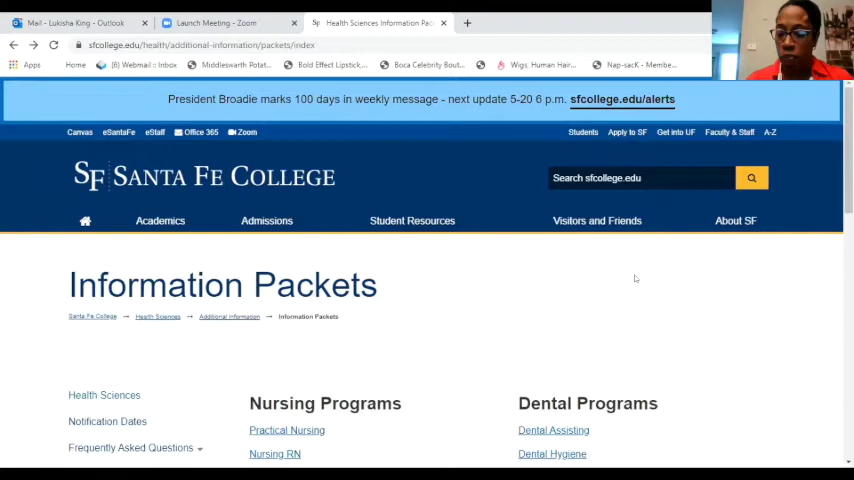 Mail - Lukisha King - Outlook
Launch Meeting - Zoom
Health Sciences Information Pac
sfcollege.edu/health/additional-information/packets/index
Apps
Home
(6) Webmail :: Inbox
Middleswarth Potat...
Bold Effect Lipstick,...
Boca Celebrity Bout...
Wigs, Human Hair...
Nap-sacK - Membe...
President Broadie marks 100 days in weekly message - next update 5-20 6 p.m. sfcollege.edu/alerts
Canvas eSantaFe eStaff Office 365 Zoom
Students Apply to SF Get into UF Faculty & Staff A-Z
SF SANTA FE COLLEGE
Search sfcollege.edu
Academics Admissions Student Resources Visitors and Friends About SF
Information Packets
Santa Fe College → Health Sciences → Additional Information → Information Packets
Health Sciences
Notification Dates
Frequently Asked Questions
Nursing Programs
Practical Nursing
Nursing RN
Dental Programs
Dental Assisting
Dental Hygiene